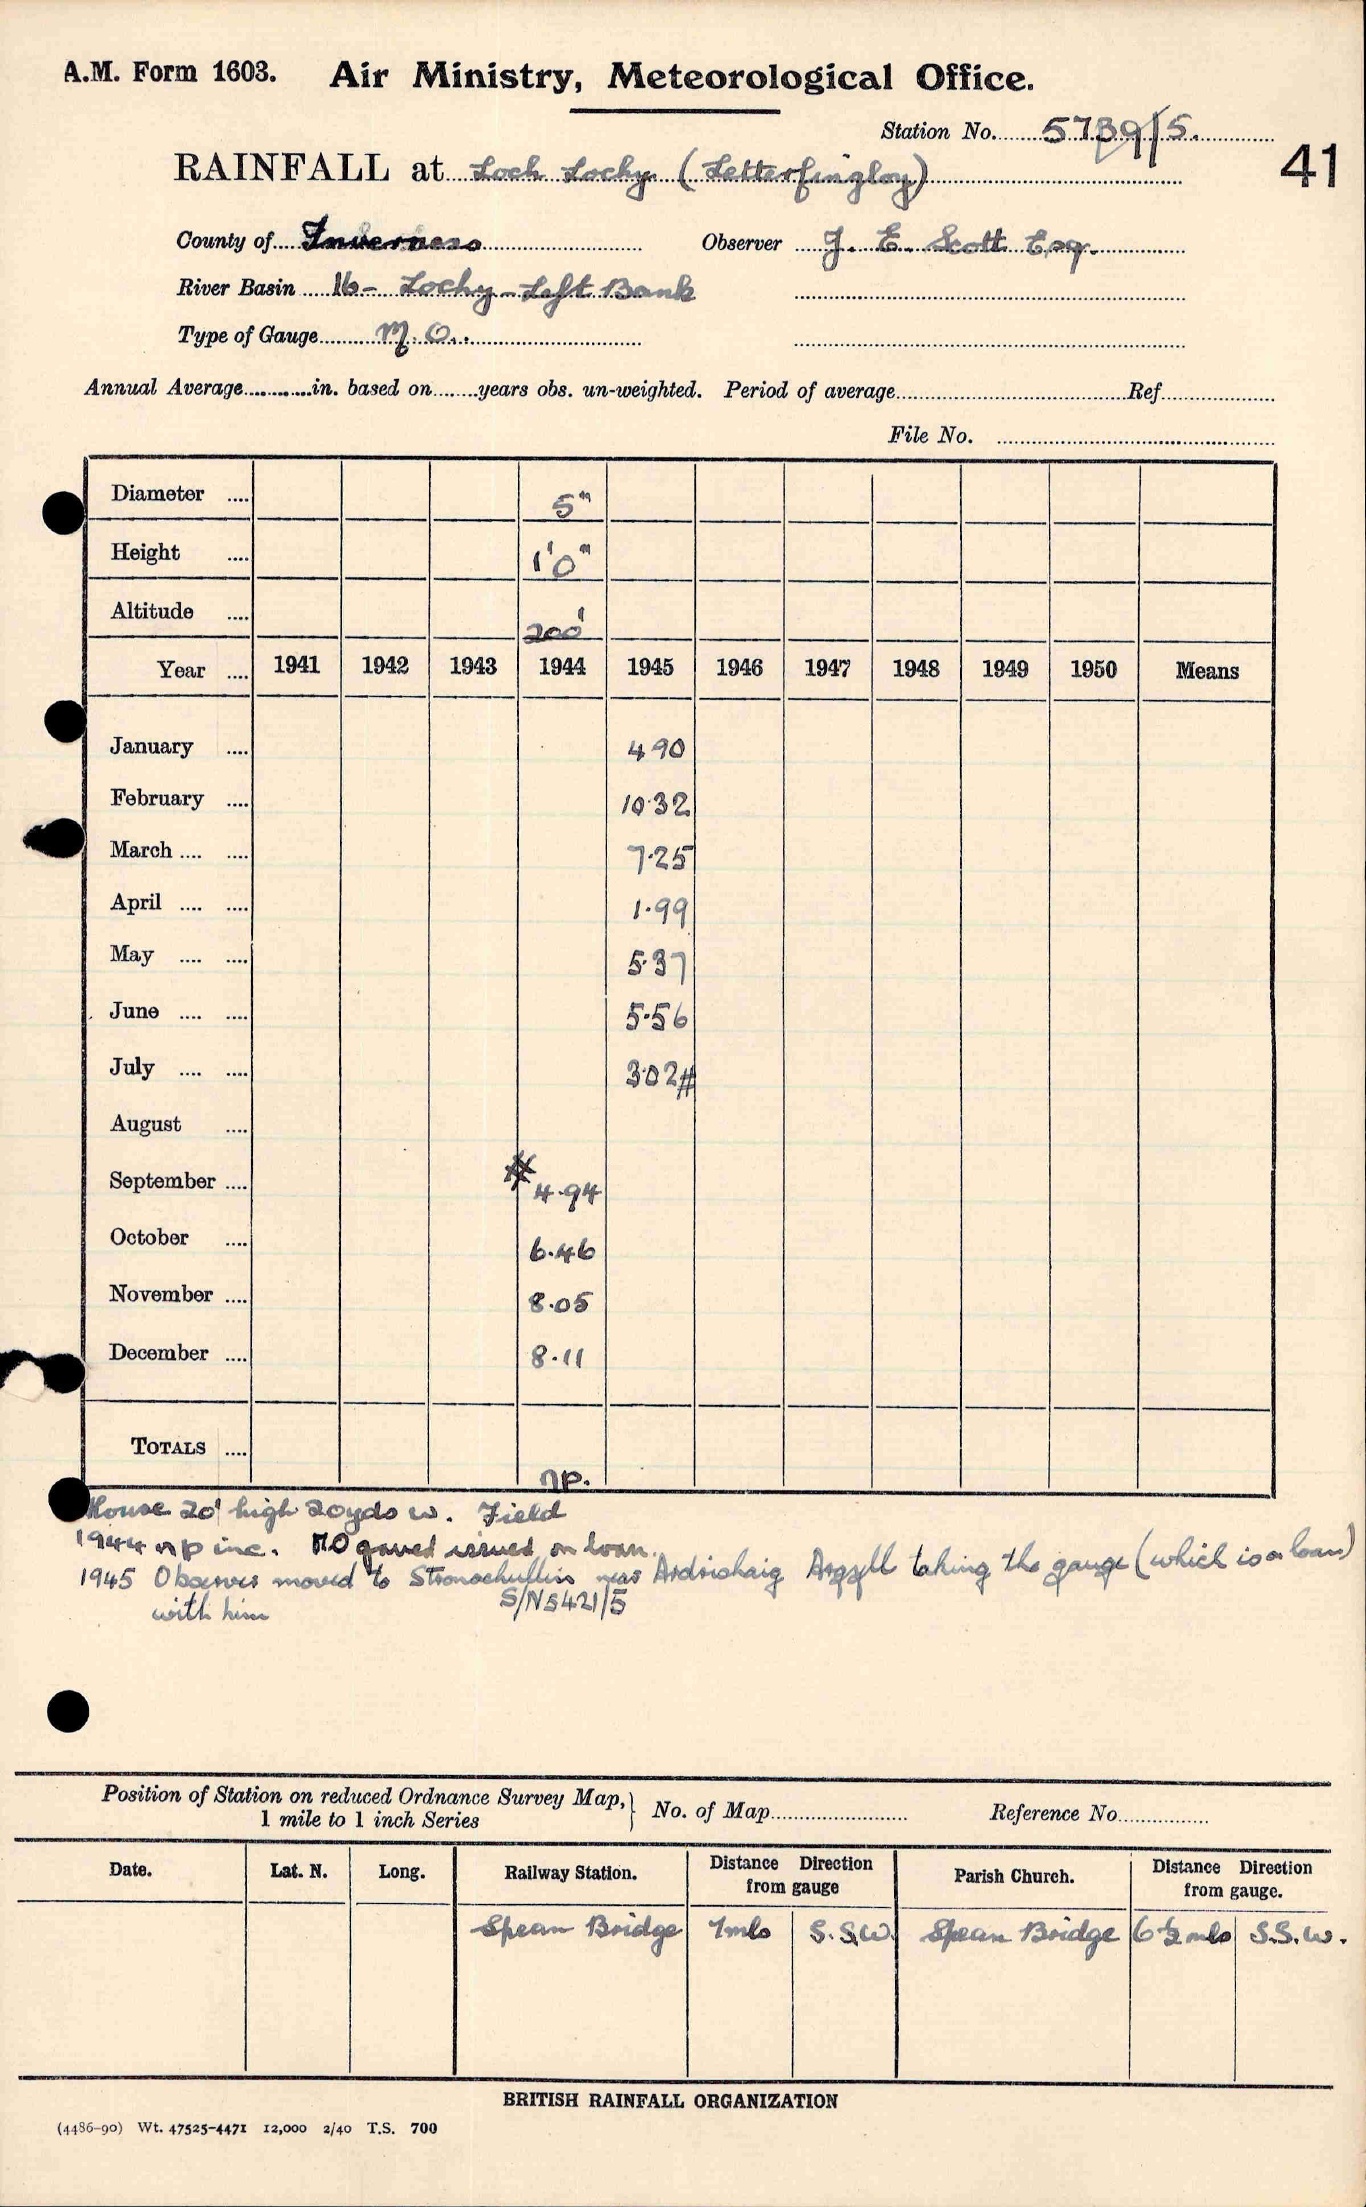 A.M. Form 1603. Air Ministry, Meteorological Office.
Station No. 5739/5.
41
RAINFALL at Loch Lochy (Letterfinglay)
County of Inverness Observer J. E. Scott Esq.
River Basin 16- Lochy - Left Bank
Type of Gauge M.O.
Annual Average in. based on years obs. un-weighted. Period of average Ref
File No.
Diameter .... 5"
Height .... 1'0"
Altitude .... 200'
Year .... 1941 1942 1943 1944 1945 1946 1947 1948 1949 1950 Means
January .... 4 90
February .... 10.32
March .... .... 7.25
April .... .... 1.99
May .... .... 5.37
June .... .... 5.56
July .... .... 3.02#
August ....
September .... # 4.94
October .... 6.46
November .... 8.05
December .... 8.11
TOTALS .... np.
House 20' high 20yds w. Field
1944 np inc. MO issued on loan.
1945 Observer moved to near Ardrishaig Argyll taking the gauge (which is a loan)
with him S/N 5421/5
Position of Station on reduced Ordnance Survey Map, } No. of Map Reference No.
1 mile to 1 inch Series
Date. Lat. N. Long. Railway Station. Distance Direction from gauge Parish Church. Distance Direction from gauge.
Spean Bridge 7mls S.S.W. Spean Bridge 6½ mls S.S.W.
BRITISH RAINFALL ORGANIZATION
(4486-90) Wt. 47525-4471 12,000 2/40 T.S. 700